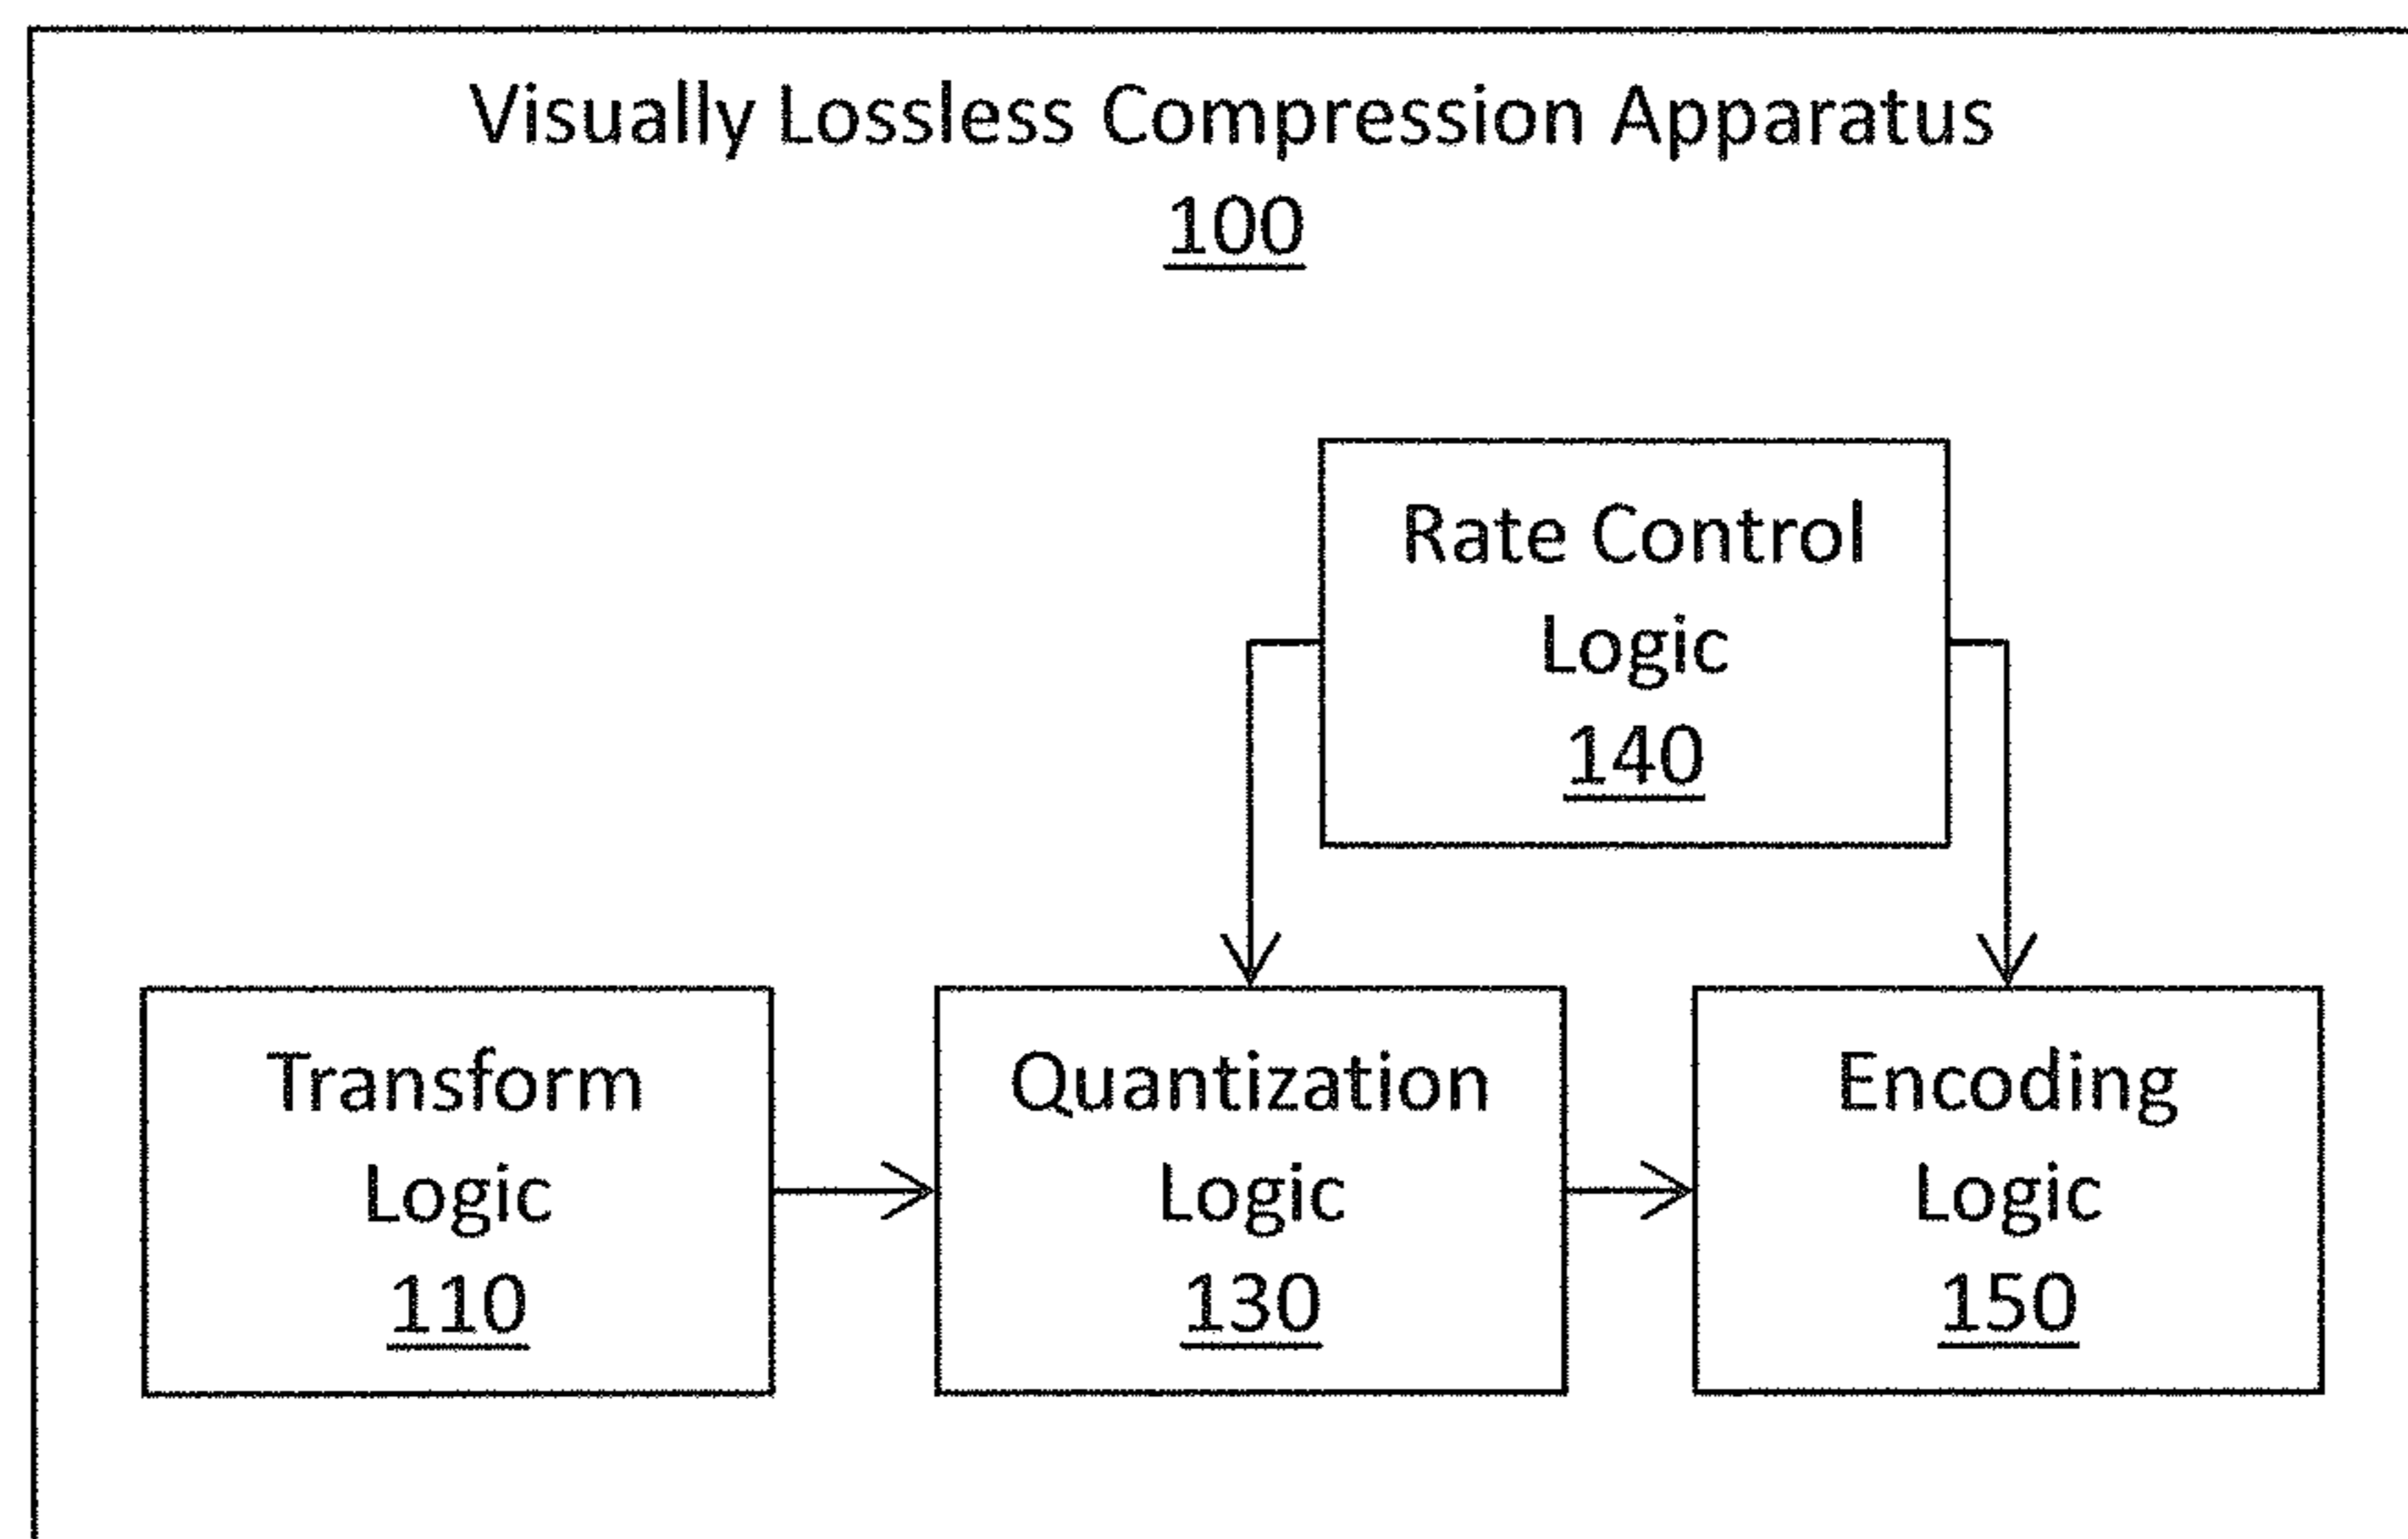 Visually Lossless Compression Apparatus
100
Rate Control
Logic
140
Transform
Logic
110
Quantization
Logic
130
Encoding
Logic
150